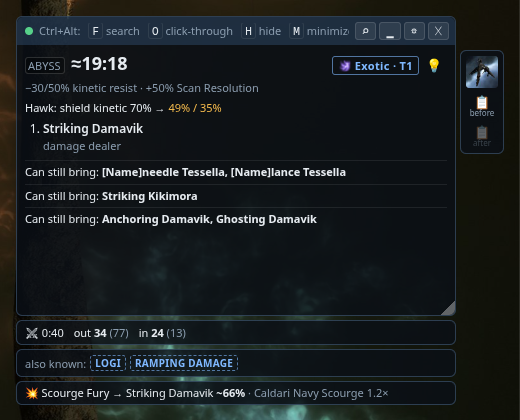 Ctrl+Alt: F search O click-through H hide M minimiz
ABYSS ≈19:18 Exotic · T1
−30/50% kinetic resist · +50% Scan Resolution
Hawk: shield kinetic 70% → 49% / 35%
1. Striking Damavik
damage dealer
Can still bring: [Name]needle Tessella, [Name]lance Tessella
Can still bring: Striking Kikimora
Can still bring: Anchoring Damavik, Ghosting Damavik
before
after
0:40 out 34 (77) in 24 (13)
also known: LOGI RAMPING DAMAGE
Scourge Fury → Striking Damavik ~66% · Caldari Navy Scourge 1.2×